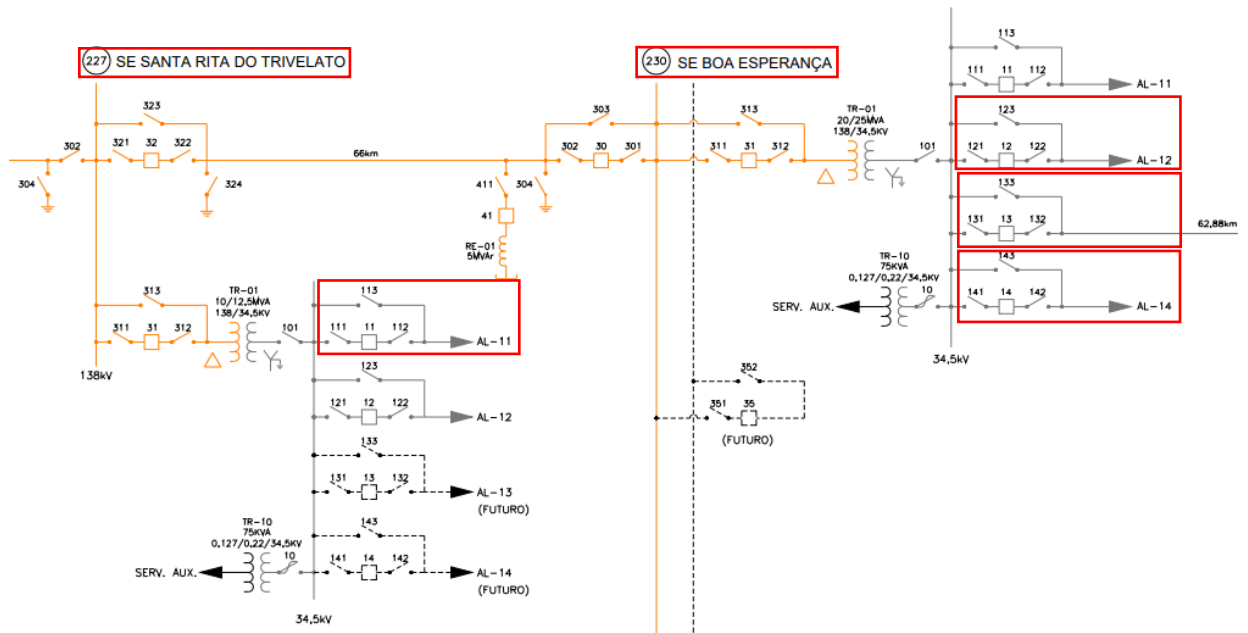 227 SE SANTA RITA DO TRIVELATO
302
304
323
321 32 322
324
66km
313
311 31 312
138kV
TR-01
10/12,5MVA
138/34,5KV
101
113
111 11 112
AL-11
123
121 12 122
AL-12
133
131 13 132
AL-13
(FUTURO)
143
141 14 142
AL-14
(FUTURO)
TR-10
75KVA
0,127/0,22/34,5KV
10
SERV. AUX.
34,5kV
411
41
RE-01
5MVAr
304
230 SE BOA ESPERANÇA
303
302 30 301
313
311 31 312
TR-01
20/25MVA
138/34,5KV
101
352
351 35
(FUTURO)
113
111 11 112
AL-11
123
121 12 122
AL-12
133
131 13 132
62,88km
143
141 14 142
AL-14
TR-10
75KVA
0,127/0,22/34,5KV
10
SERV. AUX.
34,5kV